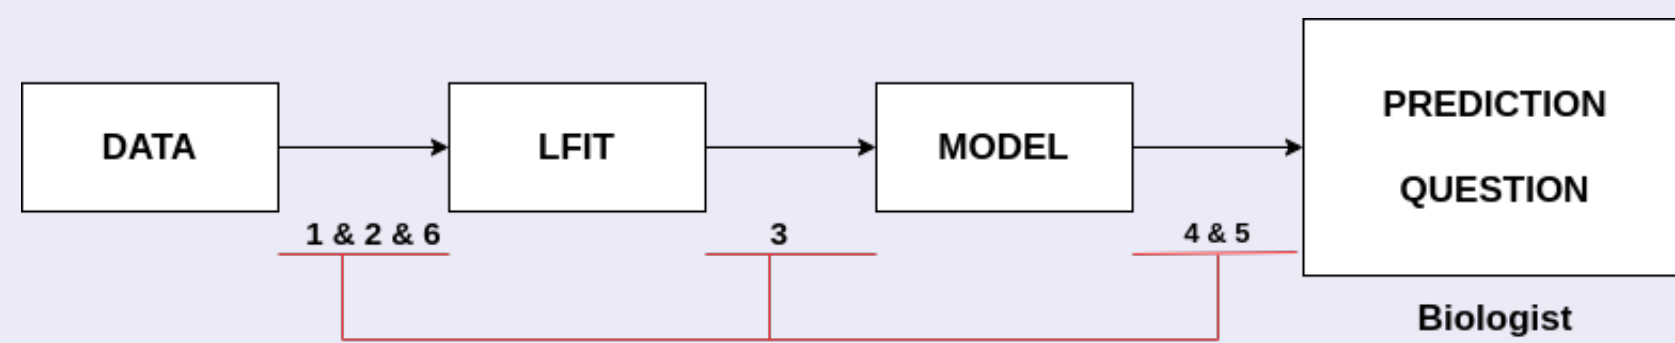 DATA
LFIT
MODEL
PREDICTION
QUESTION
1 & 2 & 6
3
4 & 5
Biologist